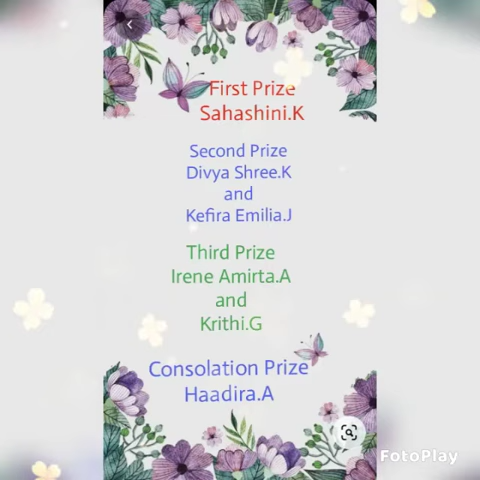 First Prize
Sahashini.K
Second Prize
Divya Shree.K
and
Kefira Emilia.J
Third Prize
Irene Amirta.A
and
Krithi.G
Consolation Prize
Haadira.A
FotoPlay